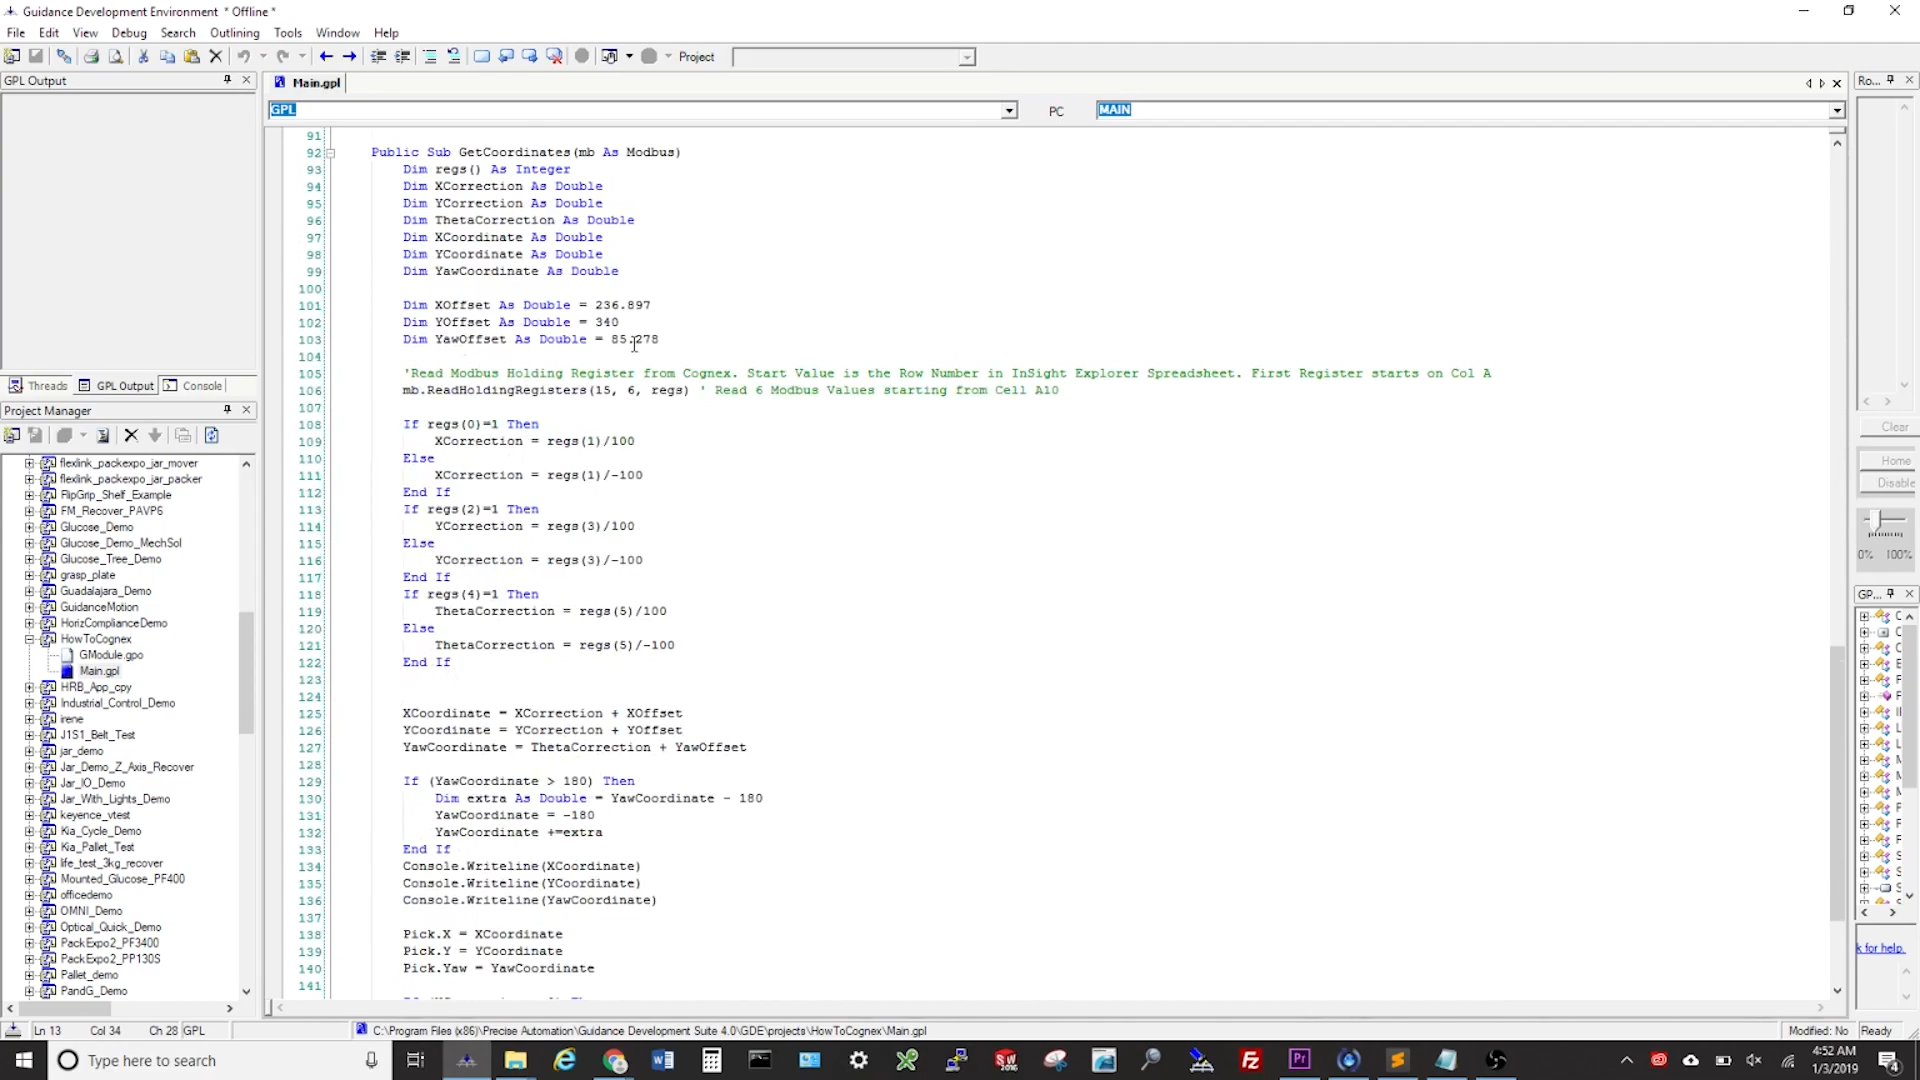 Guidance Development Environment * Offline *
File Edit View Debug Search Outlining Tools Window Help
Project
GPL Output
Main.gpl
Ro...
GPL
PC
MAIN
91
92 Public Sub GetCoordinates(mb As Modbus)
93 Dim regs() As Integer
94 Dim XCorrection As Double
95 Dim YCorrection As Double
96 Dim ThetaCorrection As Double
97 Dim XCoordinate As Double
98 Dim YCoordinate As Double
99 Dim YawCoordinate As Double
100
101 Dim XOffset As Double = 236.897
102 Dim YOffset As Double = 340
103 Dim YawOffset As Double = 85.278
104
105 'Read Modbus Holding Register from Cognex. Start Value is the Row Number in InSight Explorer Spreadsheet. First Register starts on Col A
106 mb.ReadHoldingRegisters(15, 6, regs) ' Read 6 Modbus Values starting from Cell A10
107
108 If regs(0)=1 Then
109 XCorrection = regs(1)/100
110 Else
111 XCorrection = regs(1)/-100
112 End If
113 If regs(2)=1 Then
114 YCorrection = regs(3)/100
115 Else
116 YCorrection = regs(3)/-100
117 End If
118 If regs(4)=1 Then
119 ThetaCorrection = regs(5)/100
120 Else
121 ThetaCorrection = regs(5)/-100
122 End If
123
124
125 XCoordinate = XCorrection + XOffset
126 YCoordinate = YCorrection + YOffset
127 YawCoordinate = ThetaCorrection + YawOffset
128
129 If (YawCoordinate > 180) Then
130 Dim extra As Double = YawCoordinate - 180
131 YawCoordinate = -180
132 YawCoordinate +=extra
133 End If
134 Console.Writeline(XCoordinate)
135 Console.Writeline(YCoordinate)
136 Console.Writeline(YawCoordinate)
137
138 Pick.X = XCoordinate
139 Pick.Y = YCoordinate
140 Pick.Yaw = YawCoordinate
141
Threads GPL Output Console
Project Manager
flexlink_packexpo_jar_mover
flexlink_packexpo_jar_packer
FlipGrip_Shelf_Example
FM_Recover_PAVP6
Glucose_Demo
Glucose_Demo_MechSol
Glucose_Tree_Demo
grasp_plate
Guadalajara_Demo
GuidanceMotion
HorizComplianceDemo
HowToCognex
GModule.gpo
Main.gpl
HRB_App_cpy
Industrial_Control_Demo
irene
J1S1_Belt_Test
jar_demo
Jar_Demo_Z_Axis_Recover
Jar_IO_Demo
Jar_With_Lights_Demo
keyence_vtest
Kia_Cycle_Demo
Kia_Pallet_Test
life_test_3kg_recover
Mounted_Glucose_PF400
officedemo
OMNI_Demo
Optical_Quick_Demo
PackExpo2_PF3400
PackExpo2_PP130S
Pallet_demo
PandG_Demo
Clear
Home
Disable
0% 100%
GP...
k for help.
Ln 13 Col 34 Ch 28 GPL
C:\Program Files (x86)\Precise Automation\Guidance Development Suite 4.0\GDE\projects\HowToCognex\Main.gpl
Modified: No Ready
Type here to search
4:52 AM
1/3/2019